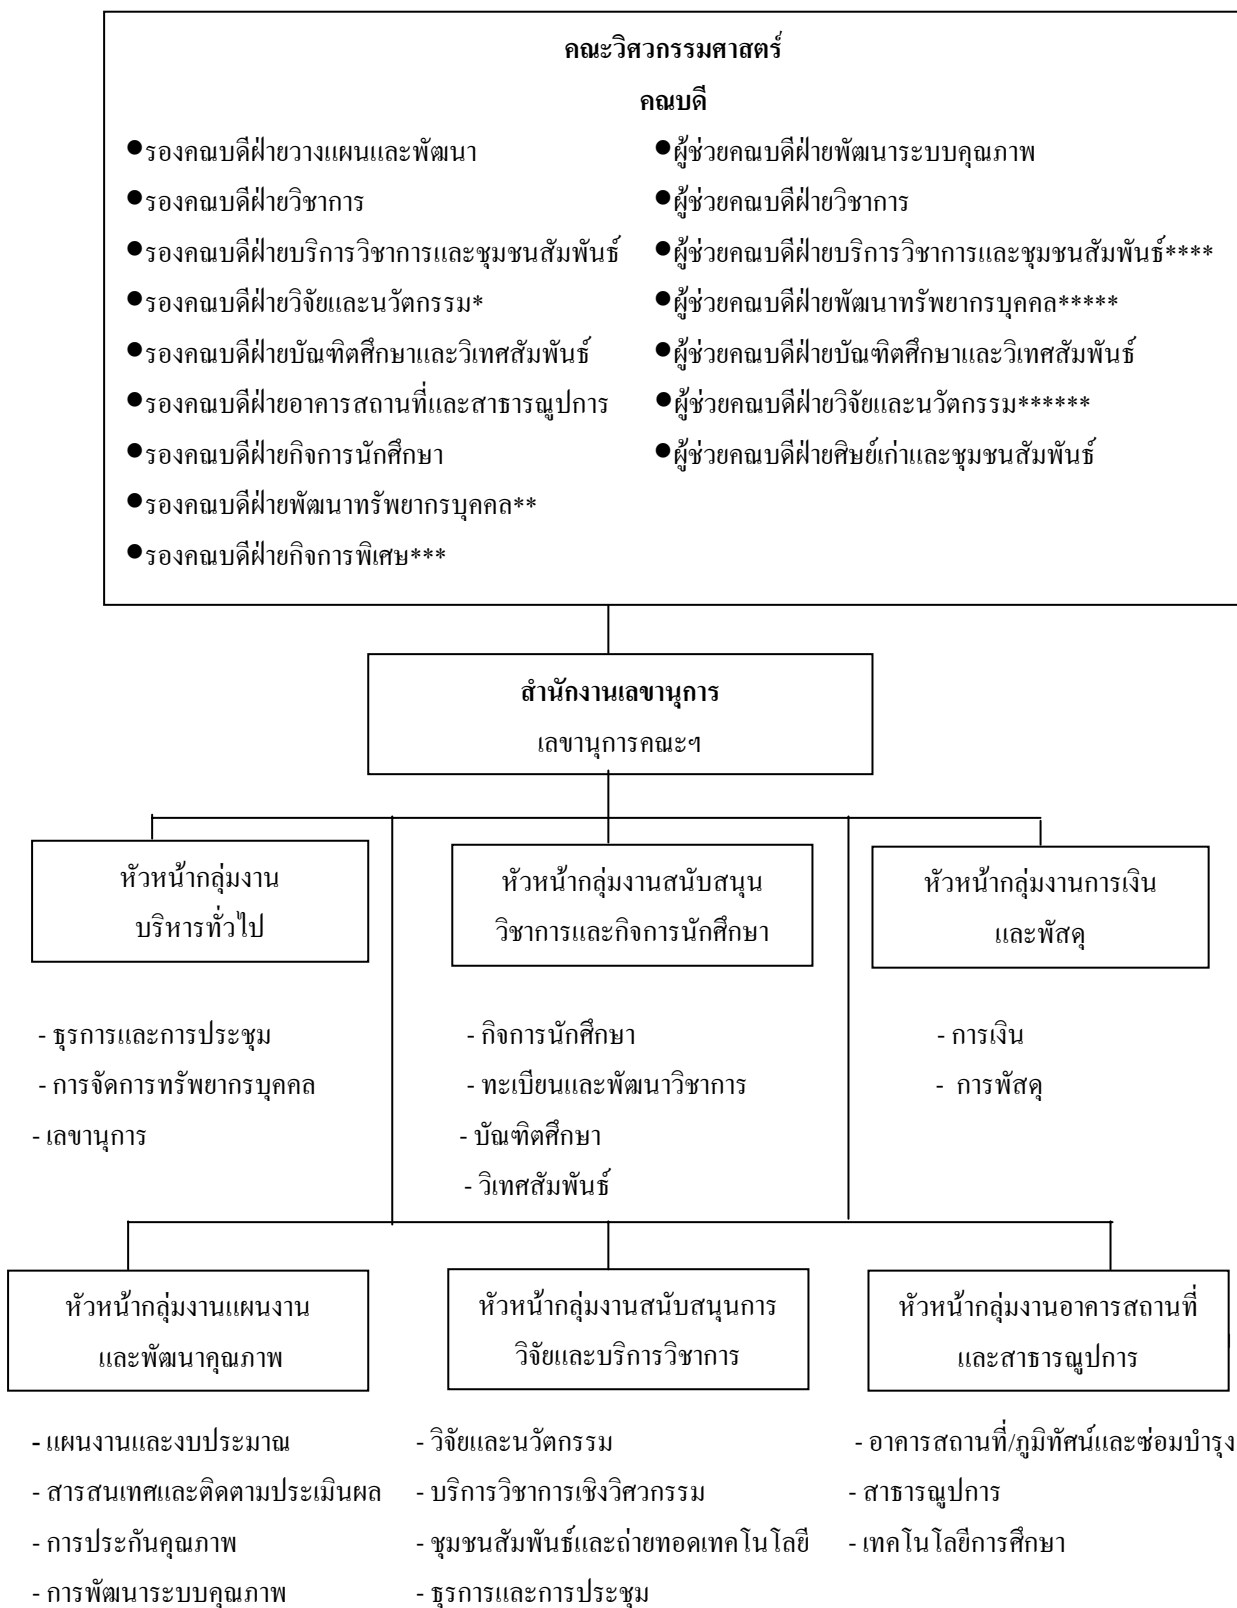 คณะวิศวกรรมศาสตร์
คณบดี
●รองคณบดีฝ่ายวางแผนและพัฒนา
●รองคณบดีฝ่ายวิชาการ
●รองคณบดีฝ่ายบริการวิชาการและชุมชนสัมพันธ์
●รองคณบดีฝ่ายวิจัยและนวัตกรรม*
●รองคณบดีฝ่ายบัณฑิตศึกษาและวิเทศสัมพันธ์
●รองคณบดีฝ่ายอาคารสถานที่และสาธารณูปการ
●รองคณบดีฝ่ายกิจการนักศึกษา
●รองคณบดีฝ่ายพัฒนาทรัพยากรบุคคล**
●รองคณบดีฝ่ายกิจการพิเศษ***
●ผู้ช่วยคณบดีฝ่ายพัฒนาระบบคุณภาพ
●ผู้ช่วยคณบดีฝ่ายวิชาการ
●ผู้ช่วยคณบดีฝ่ายบริการวิชาการและชุมชนสัมพันธ์****
●ผู้ช่วยคณบดีฝ่ายพัฒนาทรัพยากรบุคคล*****
●ผู้ช่วยคณบดีฝ่ายบัณฑิตศึกษาและวิเทศสัมพันธ์
●ผู้ช่วยคณบดีฝ่ายวิจัยและนวัตกรรม******
●ผู้ช่วยคณบดีฝ่ายศิษย์เก่าและชุมชนสัมพันธ์
สำนักงานเลขานุการ
เลขานุการคณะฯ
หัวหน้ากลุ่มงาน
บริหารทั่วไป
- ธุรการและการประชุม
- การจัดการทรัพยากรบุคคล
- เลขานุการ
หัวหน้ากลุ่มงานสนับสนุน
วิชาการและกิจการนักศึกษา
- กิจการนักศึกษา
- ทะเบียนและพัฒนาวิชาการ
- บัณฑิตศึกษา
- วิเทศสัมพันธ์
หัวหน้ากลุ่มงานการเงิน
และพัสดุ
- การเงิน
- การพัสดุ
หัวหน้ากลุ่มงานแผนงาน
และพัฒนาคุณภาพ
- แผนงานและงบประมาณ
- สารสนเทศและติดตามประเมินผล
- การประกันคุณภาพ
- การพัฒนาระบบคุณภาพ
หัวหน้ากลุ่มงานสนับสนุนการ
วิจัยและบริการวิชาการ
- วิจัยและนวัตกรรม
- บริการวิชาการเชิงวิศวกรรม
- ชุมชนสัมพันธ์และถ่ายทอดเทคโนโลยี
- ธุรการและการประชุม
หัวหน้ากลุ่มงานอาคารสถานที่
และสาธารณูปการ
- อาคารสถานที่/ภูมิทัศน์และซ่อมบำรุง
- สาธารณูปการ
- เทคโนโลยีการศึกษา